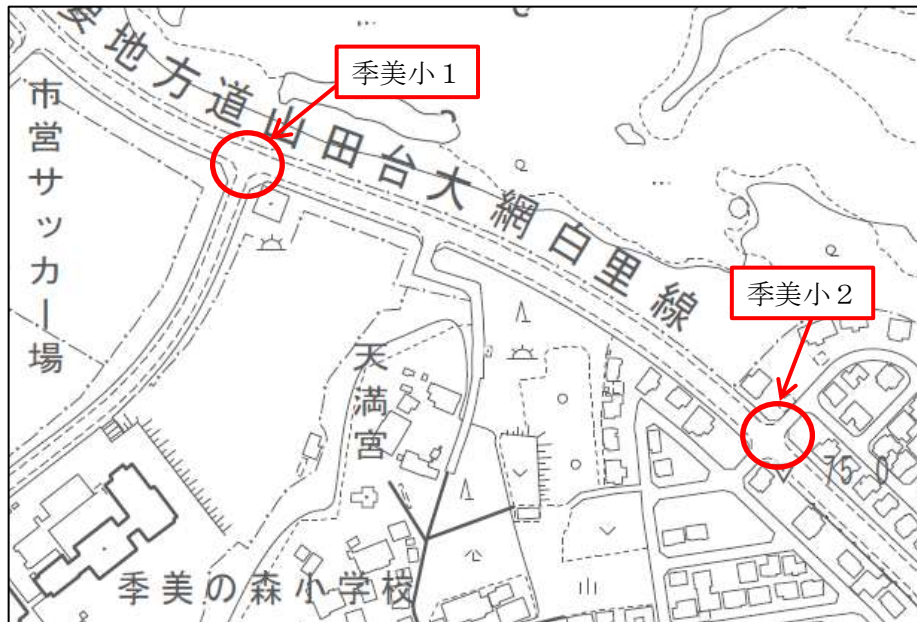 要地方道山田台大網白里線
季美小１
市営サッカー場
季美小２
天満宮
75.0
季美の森小学校